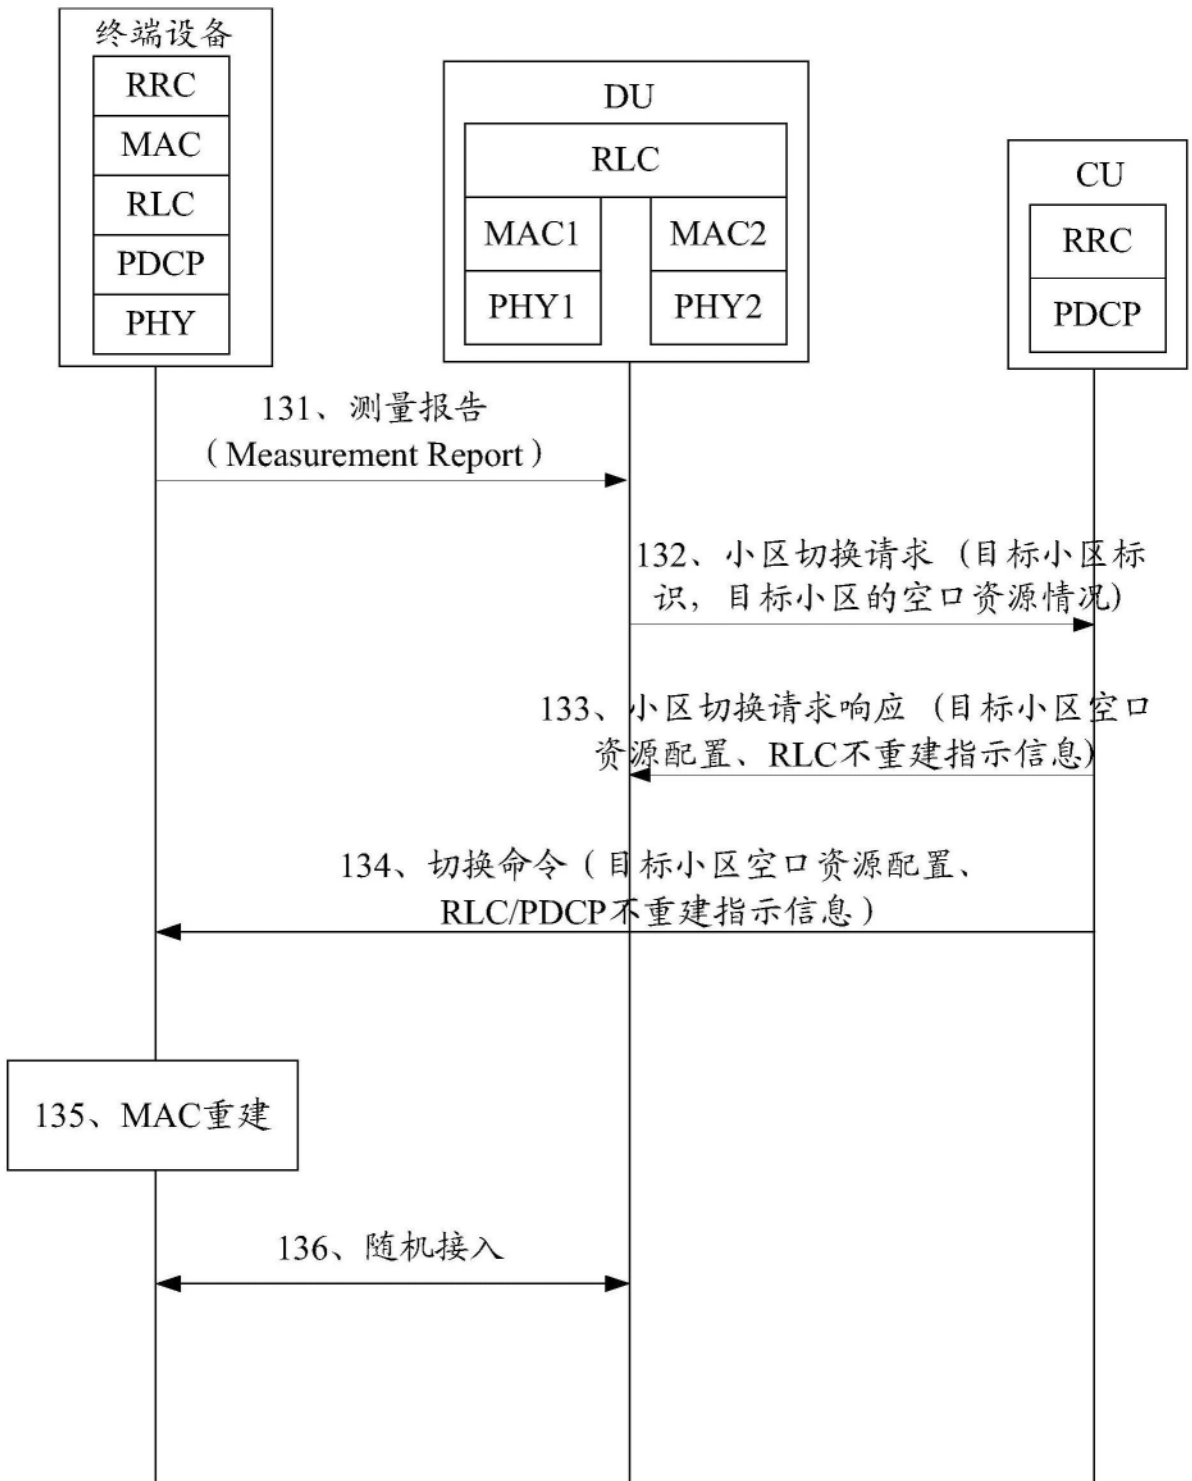 终端设备
RRC
MAC
RLC
PDCP
PHY
DU
RLC
MAC1
MAC2
PHY1
PHY2
CU
RRC
PDCP
131、测量报告
（Measurement Report）
132、小区切换请求（目标小区标
识，目标小区的空口资源情况）
133、小区切换请求响应（目标小区空口
资源配置、RLC不重建指示信息）
134、切换命令（目标小区空口资源配置、
RLC/PDCP不重建指示信息）
135、MAC重建
136、随机接入